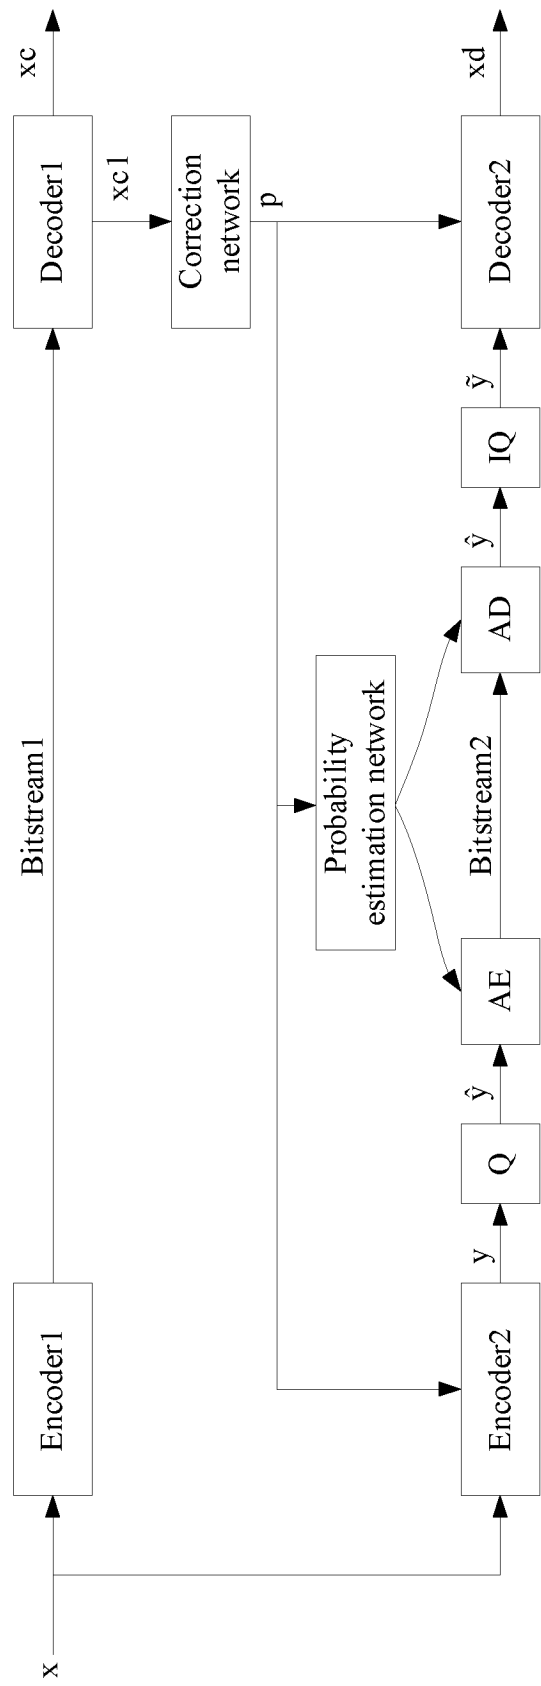 x
Encoder1
Bitstream1
Decoder1
xc
xc1
Correction
network
p
Probability
estimation network
Encoder2
y
Q
ŷ
AE
Bitstream2
AD
ŷ
IQ
ỹ
Decoder2
xd